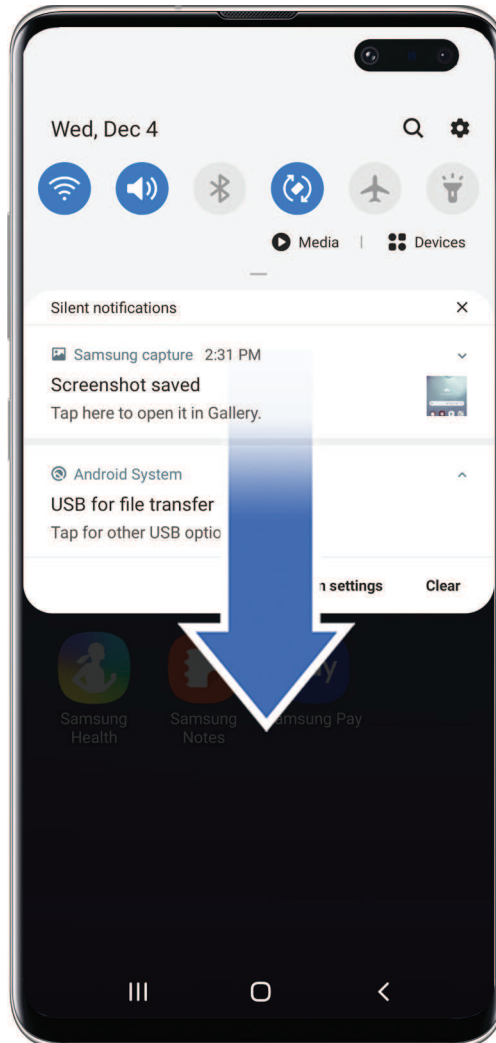 Wed, Dec 4
Media | Devices
Silent notifications
Samsung capture 2:31 PM
Screenshot saved
Tap here to open it in Gallery.
Android System
USB for file transfer
Tap for other USB optio
n settings Clear
Samsung Health
Samsung Notes
amsung Pay